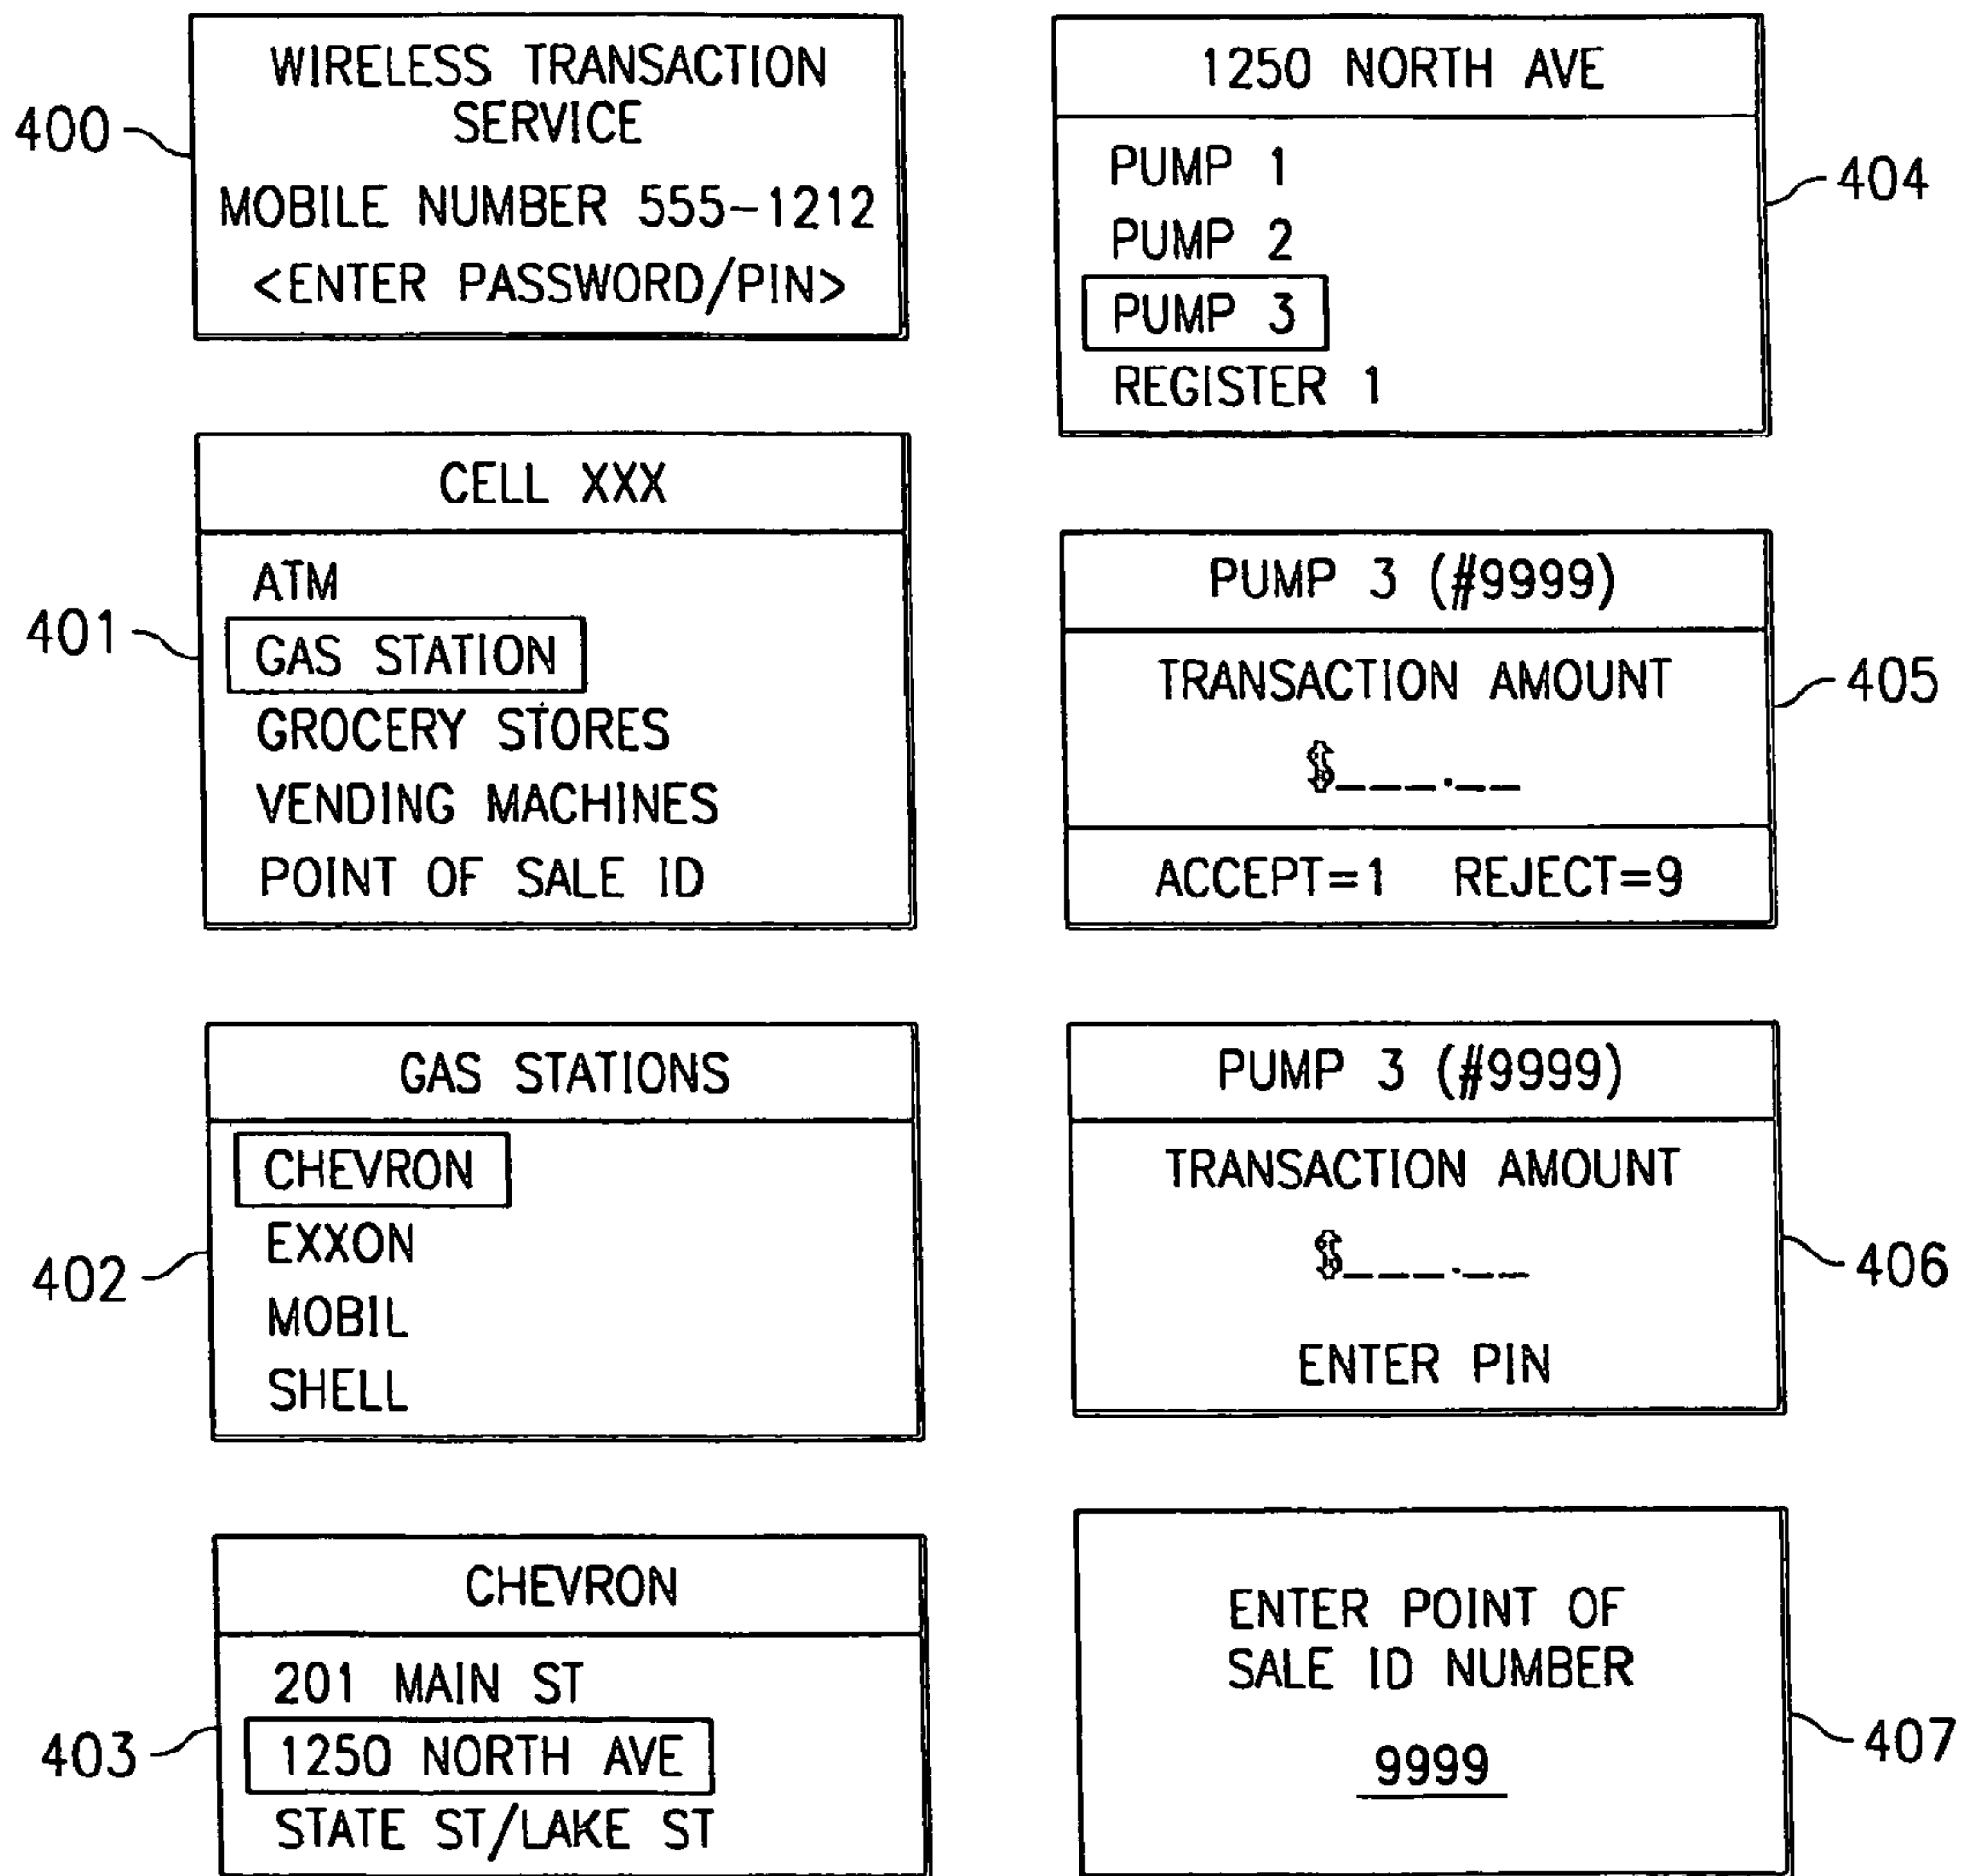 400
WIRELESS TRANSACTION
SERVICE
MOBILE NUMBER 555-1212
<ENTER PASSWORD/PIN>
401
CELL XXX
ATM
GAS STATION
GROCERY STORES
VENDING MACHINES
POINT OF SALE ID
402
GAS STATIONS
CHEVRON
EXXON
MOBIL
SHELL
403
CHEVRON
201 MAIN ST
1250 NORTH AVE
STATE ST/LAKE ST
404
1250 NORTH AVE
PUMP 1
PUMP 2
PUMP 3
REGISTER 1
405
PUMP 3 (#9999)
TRANSACTION AMOUNT
$___.__
ACCEPT=1 REJECT=9
406
PUMP 3 (#9999)
TRANSACTION AMOUNT
$___.__
ENTER PIN
407
ENTER POINT OF
SALE ID NUMBER
9999